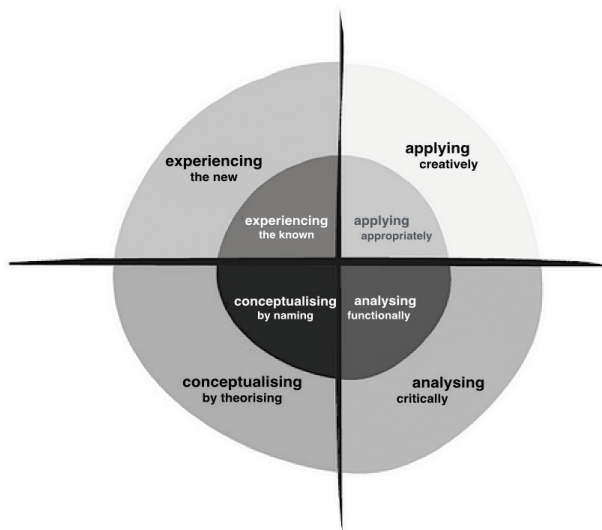 applying
creatively
experiencing
the new
experiencing
the known
applying
appropriately
conceptualising
by naming
analysing
functionally
conceptualising
by theorising
analysing
critically